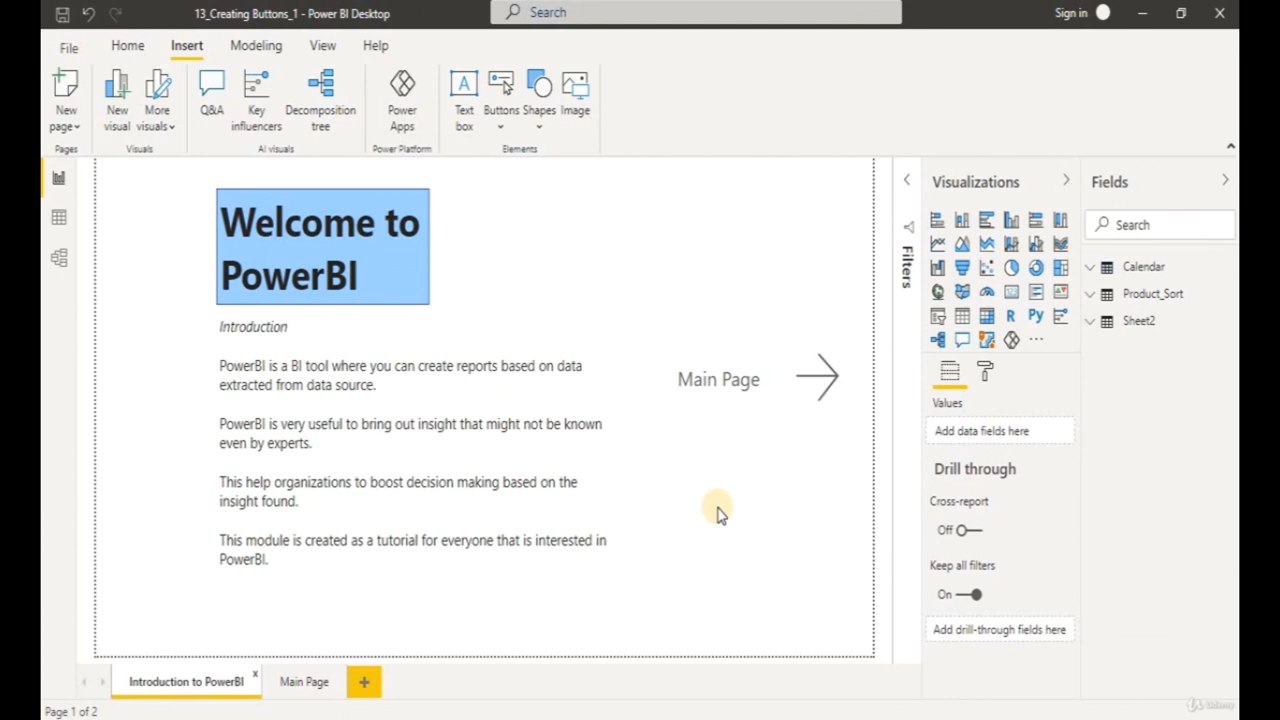 13_Creating Buttons_1 - Power BI Desktop
Search
Sign in
File
Home
Insert
Modeling
View
Help
New page
New visual
More visuals
Q&A
Key influencers
Decomposition tree
Power Apps
Text box
Buttons
Shapes
Image
Pages
Visuals
AI visuals
Power Platform
Elements
Welcome to
PowerBI
Introduction
PowerBI is a BI tool where you can create reports based on data
extracted from data source.
PowerBI is very useful to bring out insight that might not be known
even by experts.
This help organizations to boost decision making based on the
insight found.
This module is created as a tutorial for everyone that is interested in
PowerBI.
Main Page
Filters
Visualizations
R
Py
Values
Add data fields here
Drill through
Cross-report
Off
Keep all filters
On
Add drill-through fields here
Fields
Search
Calendar
Product_Sort
Sheet2
Introduction to PowerBI
x
Main Page
+
Page 1 of 2
Udemy